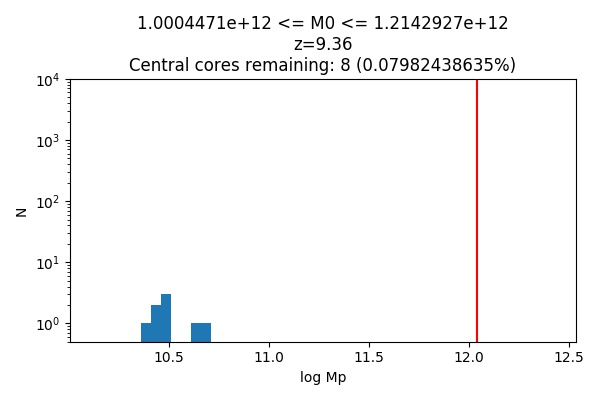 1.0004471e+12 <= M0 <= 1.2142927e+12
z=9.36
Central cores remaining: 8 (0.07982438635%)
10^4
10^3
10^2
10^1
10^0
N
10.5 11.0 11.5 12.0 12.5
log Mp